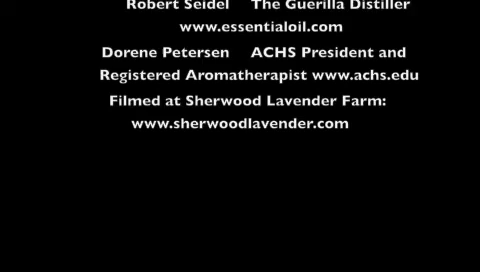 Robert Seidel The Guerilla Distiller
www.essentialoil.com
Dorene Petersen ACHS President and
Registered Aromatherapist www.achs.edu
Filmed at Sherwood Lavender Farm:
www.sherwoodlavender.com